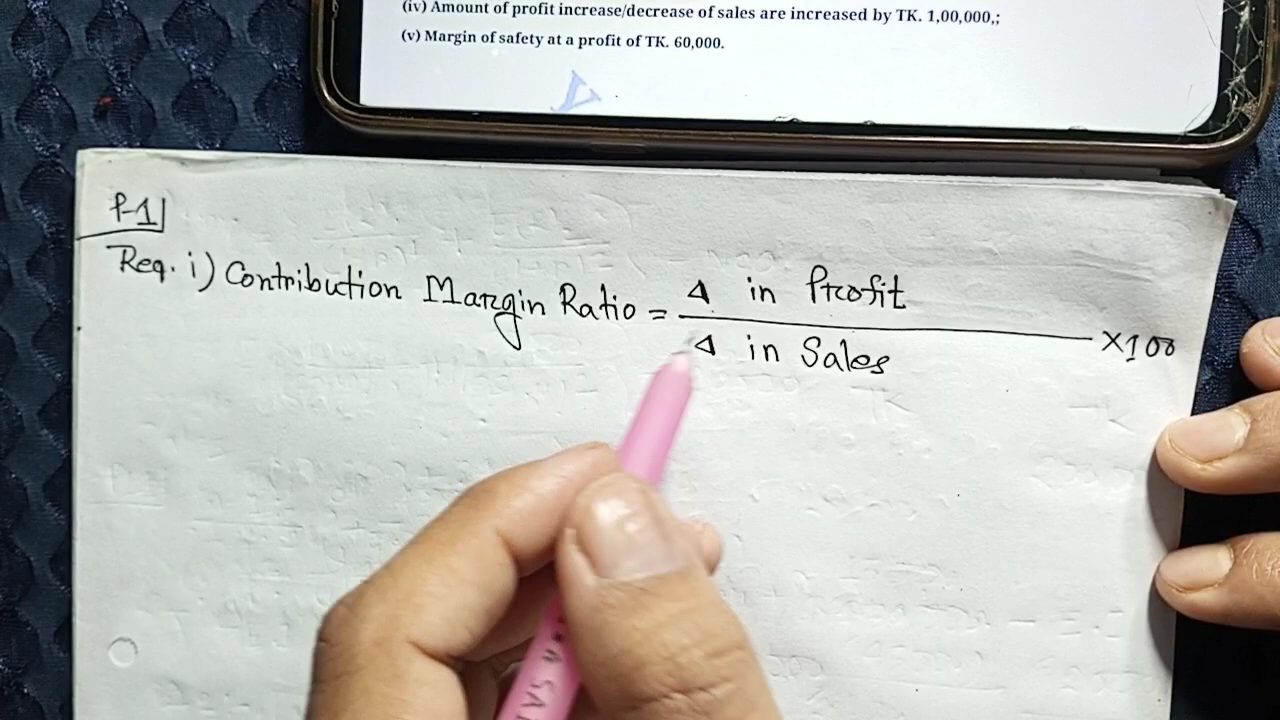 (iv) Amount of profit increase/decrease of sales are increased by TK. 1,00,000,;
(v) Margin of safety at a profit of TK. 60,000.
P-1
Req. i) Contribution Margin Ratio = Δ in Profit
Δ in Sales
×100